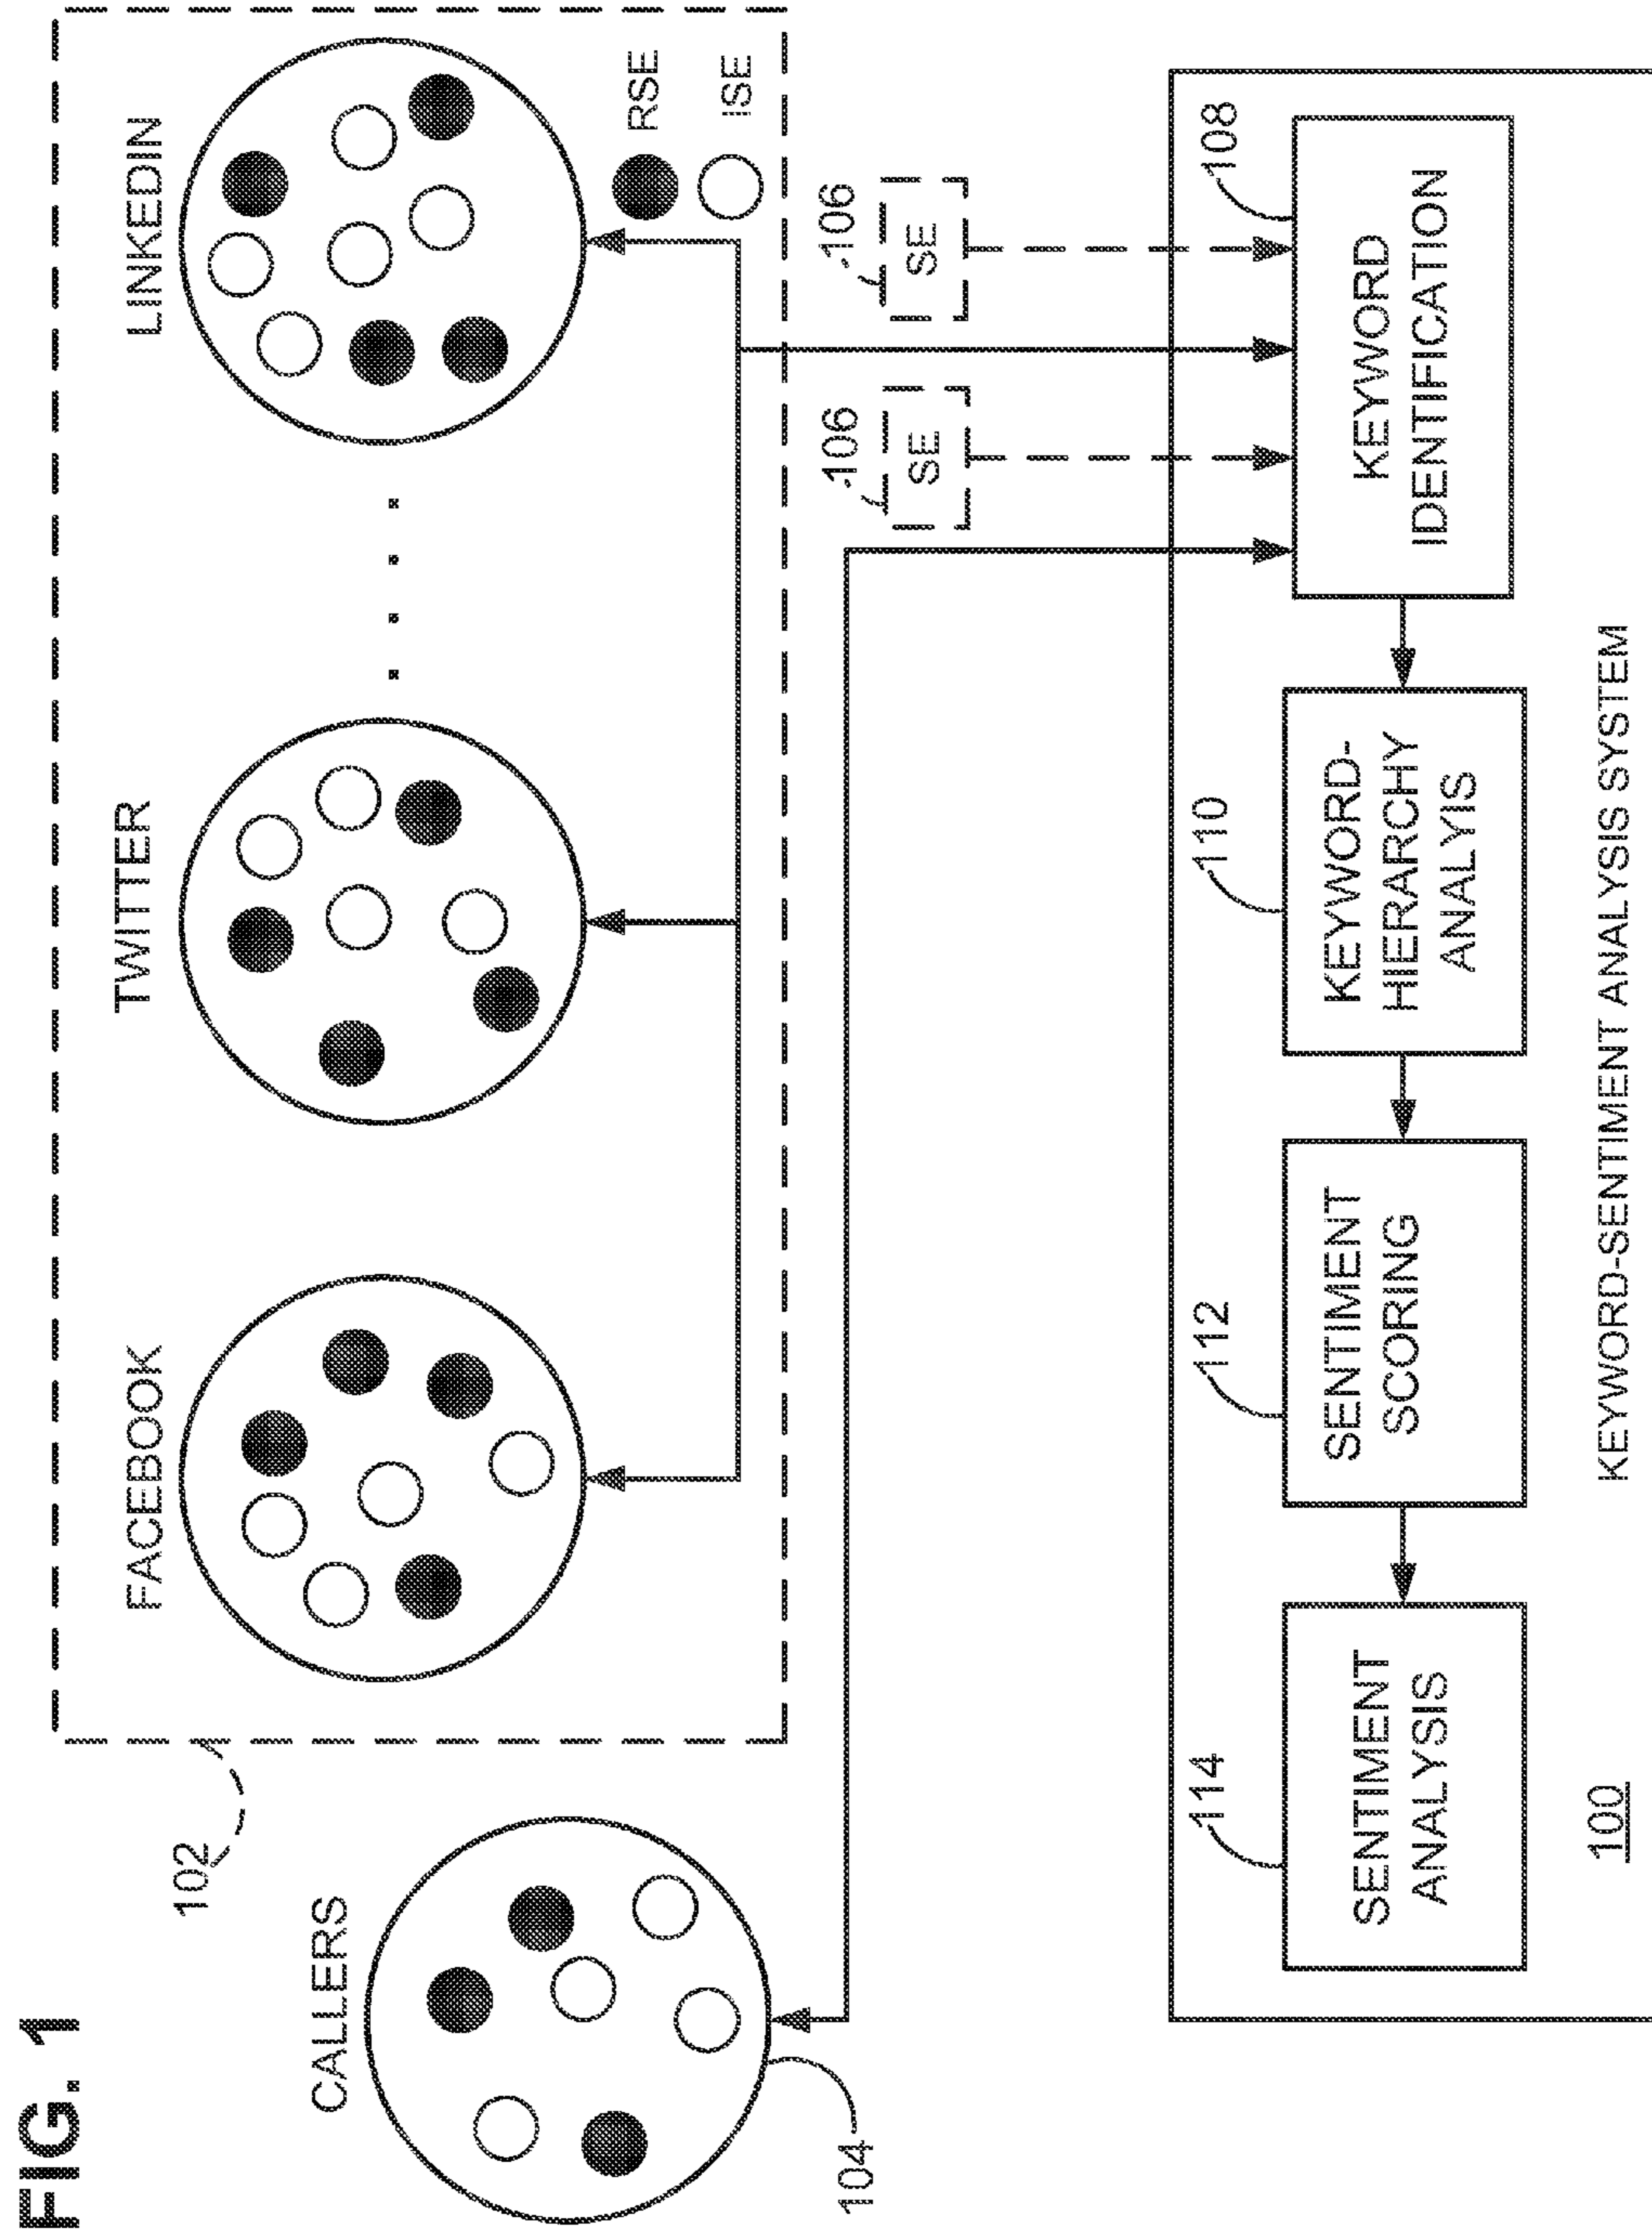 FIG. 1
102
FACEBOOK
TWITTER
LINKEDIN
CALLERS
104
RSE
ISE
106
SE
106
SE
114
SENTIMENT
ANALYSIS
112
SENTIMENT
SCORING
110
KEYWORD-
HIERARCHY
ANALYIS
108
KEYWORD
IDENTIFICATION
100
KEYWORD-SENTIMENT ANALYSIS SYSTEM